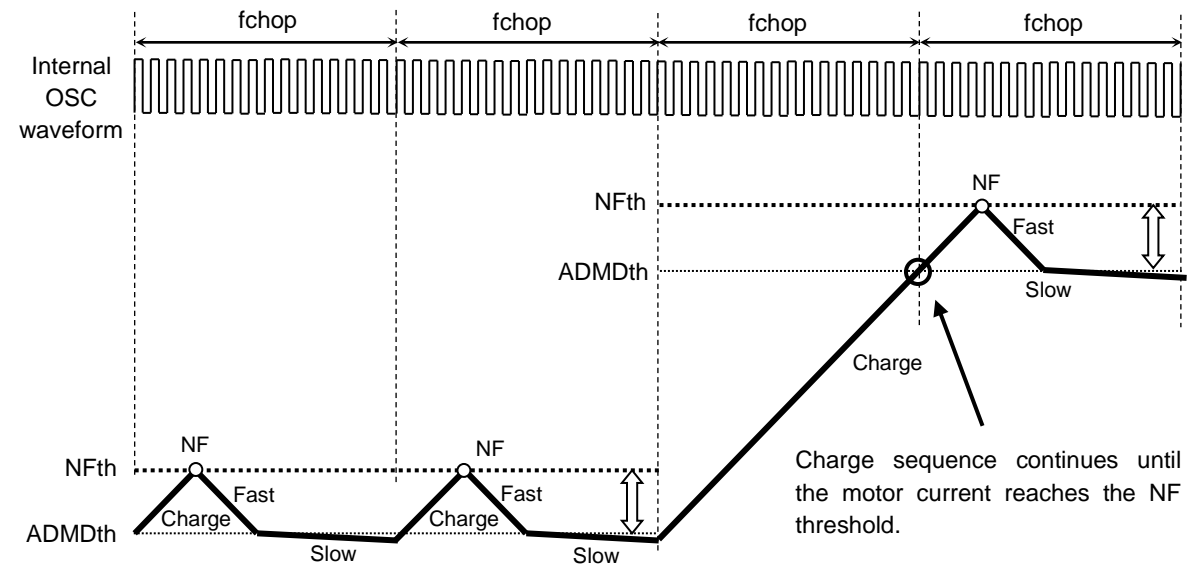 fchop
fchop
fchop
fchop
Internal
OSC
waveform
NF
NFth
Fast
ADMDth
Slow
Charge
NF
NF
NFth
Fast
Fast
Charge
Charge
ADMDth
Slow
Slow
Charge sequence continues until
the motor current reaches the NF
threshold.